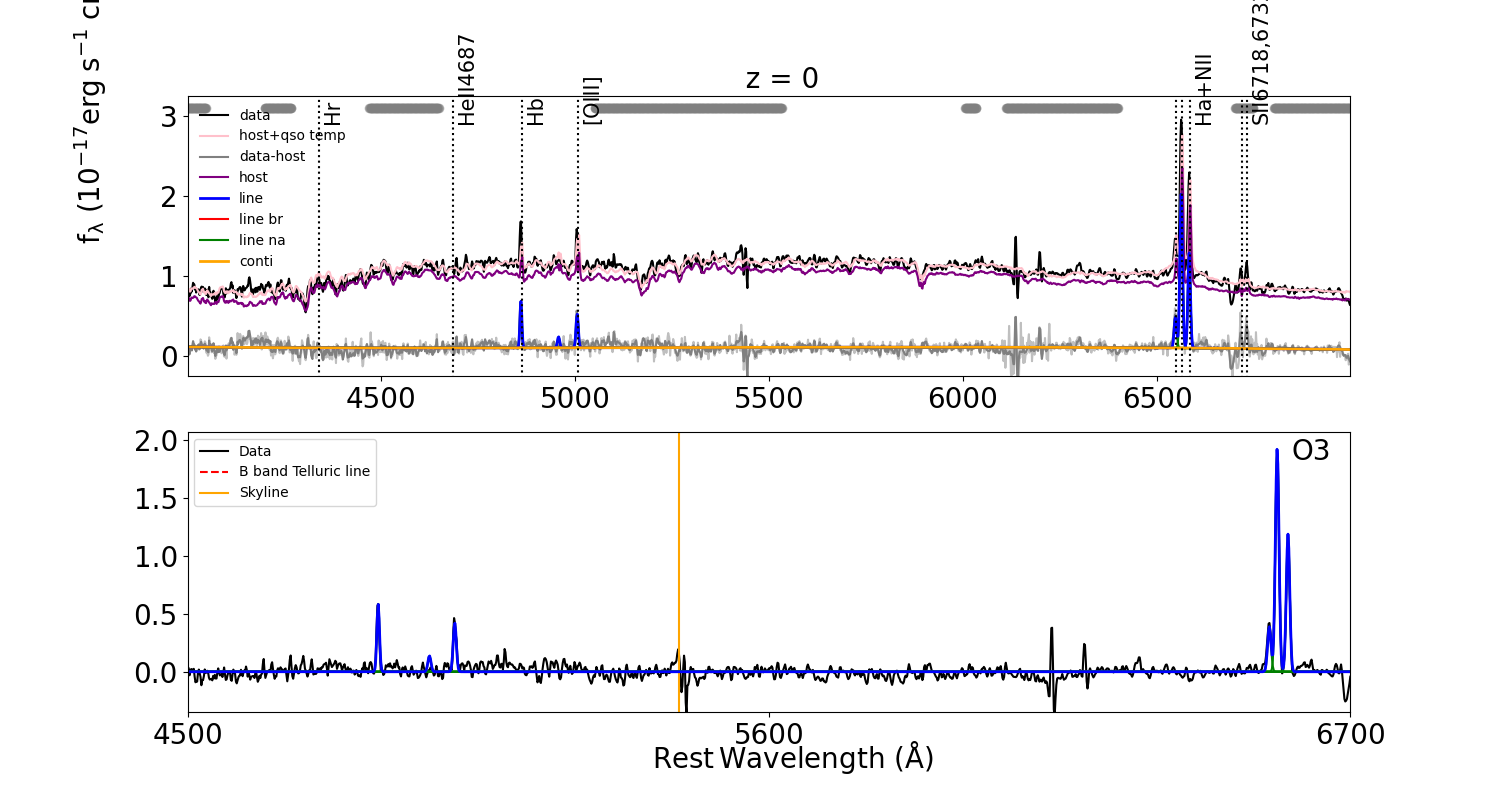 z = 0
f_λ (10^−17 erg s^−1 c
3
2
1
0
data
host+qso temp
data-host
host
line
line br
line na
conti
Hr
HeII4687
Hb
[OIII]
Ha+NII
SII6718,673
4500
5000
5500
6000
6500
2.0
1.5
1.0
0.5
0.0
Data
B band Telluric line
Skyline
O3
4500
5600
6700
Rest Wavelength (Å)